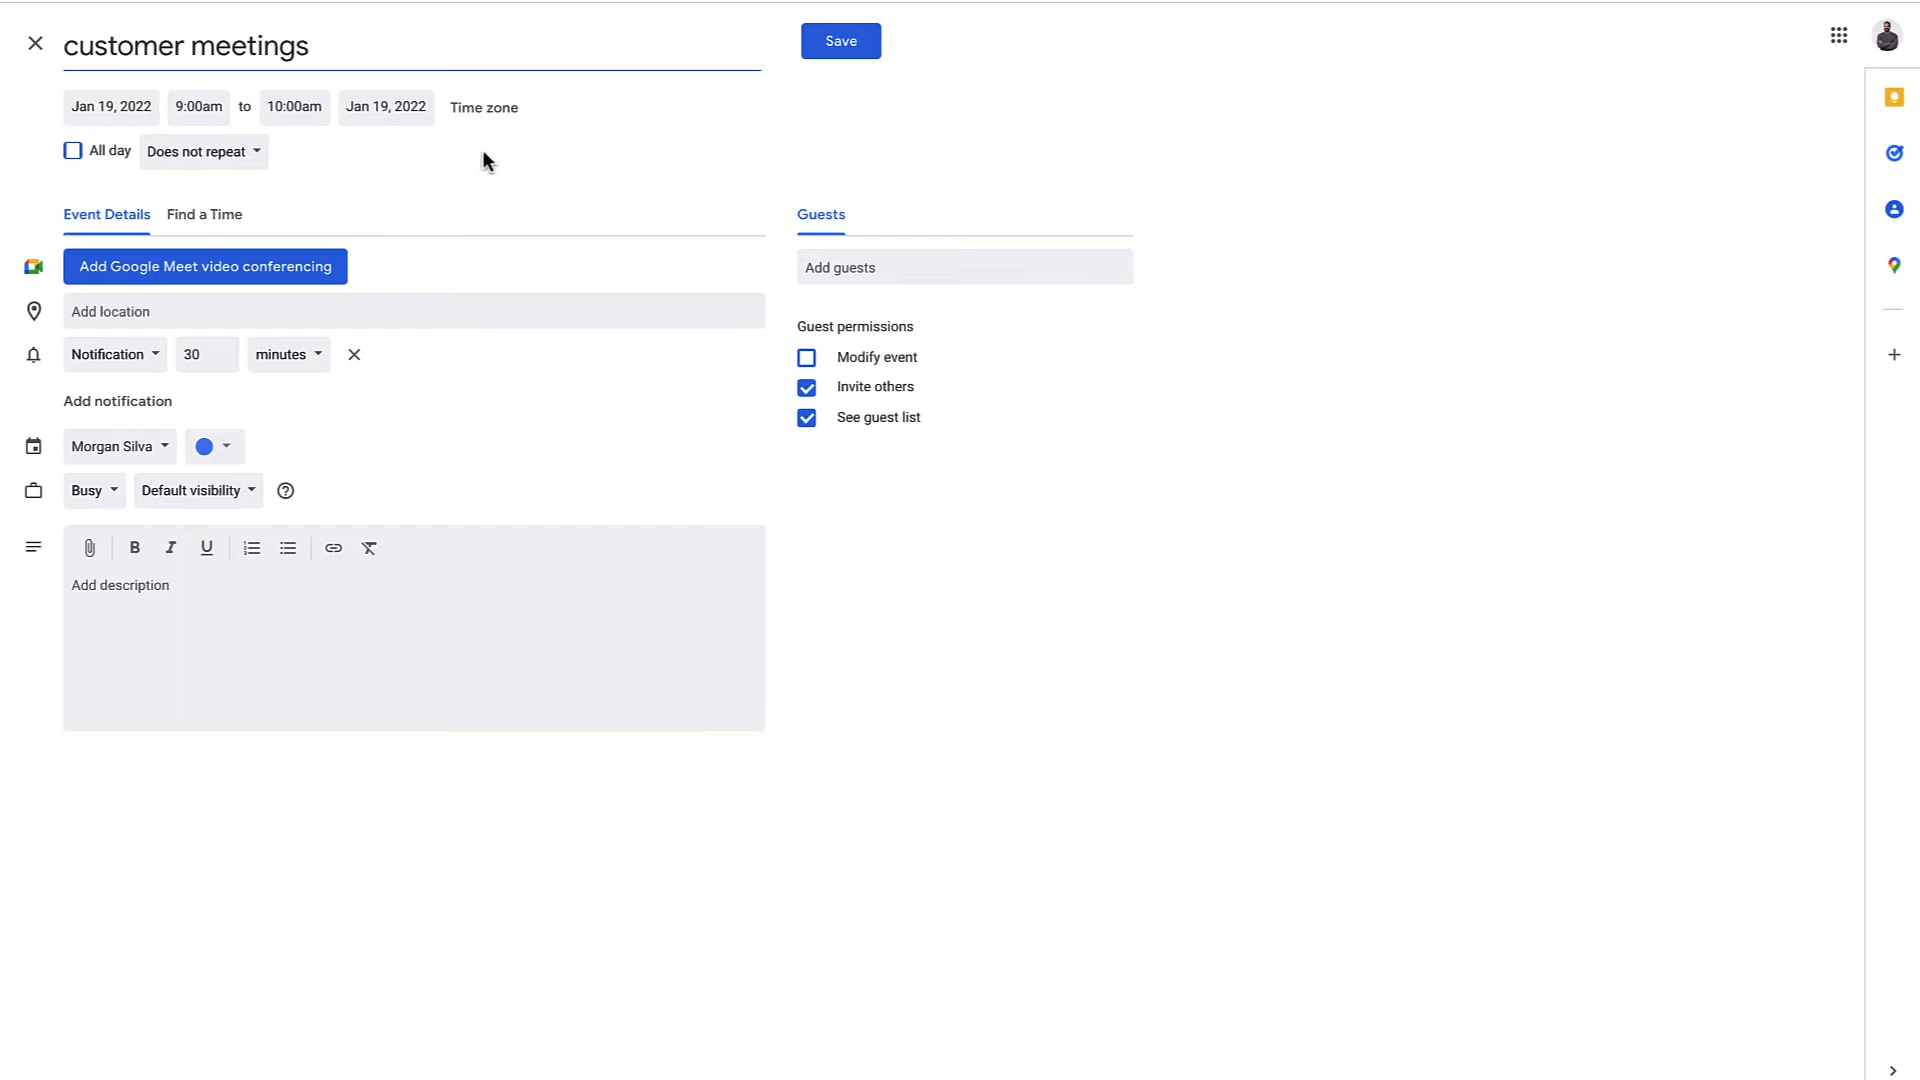 customer meetings
Save
Jan 19, 2022 9:00am to 10:00am Jan 19, 2022 Time zone
All day Does not repeat
Event Details Find a Time
Guests
Add Google Meet video conferencing
Add guests
Add location
Guest permissions
Notification 30 minutes
Modify event
Invite others
Add notification
See guest list
Morgan Silva
Busy Default visibility
B I U
Add description